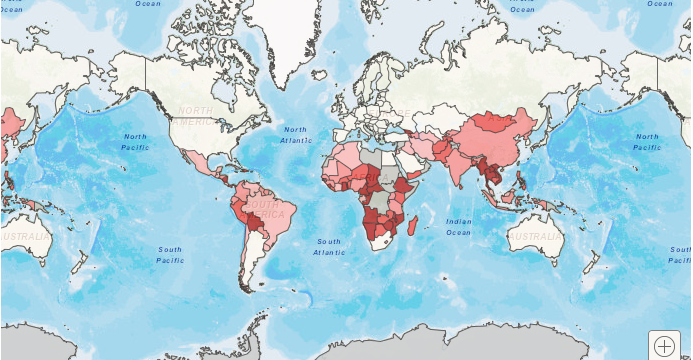 Ocean
Ocean
Ocean
Ocean
NORTH
AMERICA
North
Pacific
North
Atlantic
North
Pacific
AFRICA
SOUTH
AMERICA
AUSTRALIA
AUSTRALIA
Indian
Ocean
South
Pacific
South
Atlantic
South
Pacific